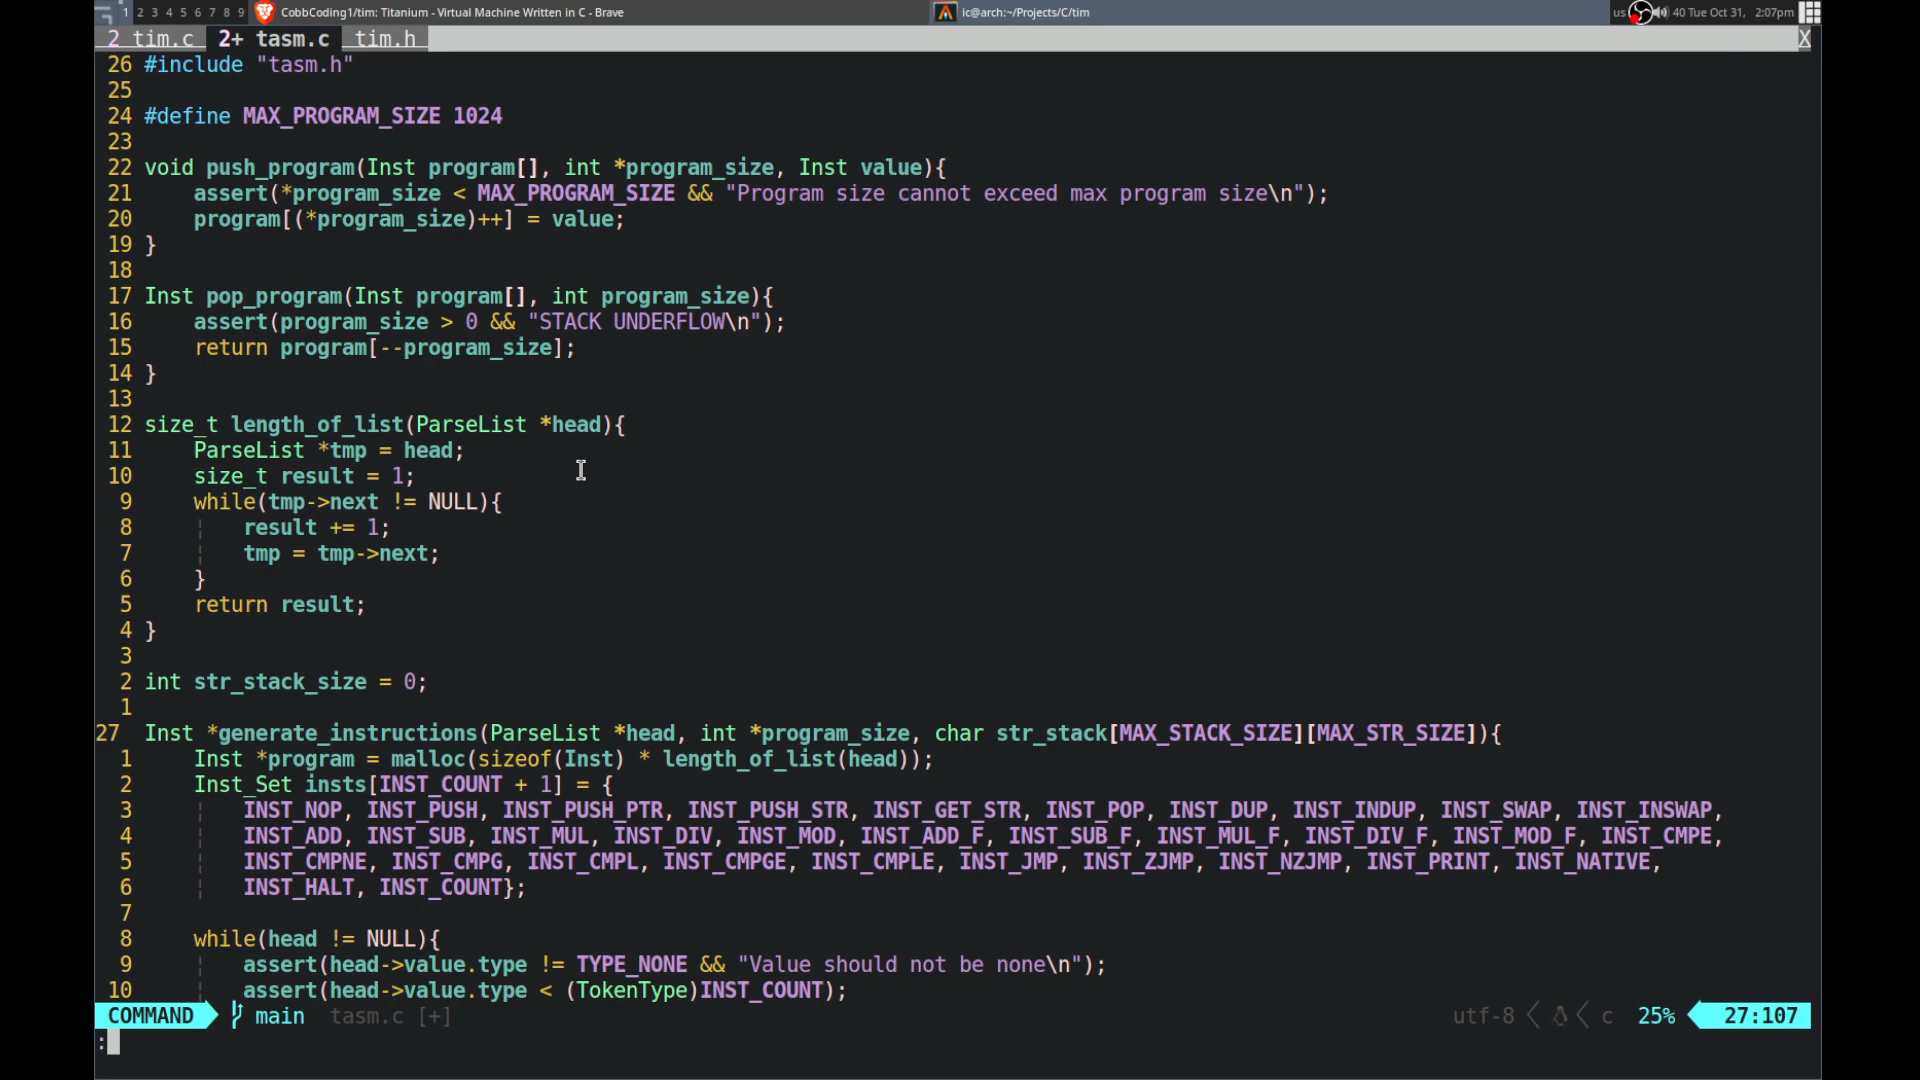 1 2 3 4 5 6 7 8 9 CobbCoding1/tim: Titanium - Virtual Machine Written in C - Brave ic@arch:~/Projects/C/tim us 40 Tue Oct 31, 2:07pm
2 tim.c 2+ tasm.c tim.h X
26 #include "tasm.h"
25
24 #define MAX_PROGRAM_SIZE 1024
23
22 void push_program(Inst program[], int *program_size, Inst value){
21     assert(*program_size < MAX_PROGRAM_SIZE && "Program size cannot exceed max program size\n");
20     program[(*program_size)++] = value;
19 }
18
17 Inst pop_program(Inst program[], int program_size){
16     assert(program_size > 0 && "STACK UNDERFLOW\n");
15     return program[--program_size];
14 }
13
12 size_t length_of_list(ParseList *head){
11     ParseList *tmp = head;
10     size_t result = 1;
9     while(tmp->next != NULL){
8         result += 1;
7         tmp = tmp->next;
6     }
5     return result;
4 }
3
2 int str_stack_size = 0;
1
27 Inst *generate_instructions(ParseList *head, int *program_size, char str_stack[MAX_STACK_SIZE][MAX_STR_SIZE]){
1     Inst *program = malloc(sizeof(Inst) * length_of_list(head));
2     Inst_Set insts[INST_COUNT + 1] = {
3         INST_NOP, INST_PUSH, INST_PUSH_PTR, INST_PUSH_STR, INST_GET_STR, INST_POP, INST_DUP, INST_INDUP, INST_SWAP, INST_INSWAP,
4         INST_ADD, INST_SUB, INST_MUL, INST_DIV, INST_MOD, INST_ADD_F, INST_SUB_F, INST_MUL_F, INST_DIV_F, INST_MOD_F, INST_CMPE,
5         INST_CMPNE, INST_CMPG, INST_CMPL, INST_CMPGE, INST_CMPLE, INST_JMP, INST_ZJMP, INST_NZJMP, INST_PRINT, INST_NATIVE,
6         INST_HALT, INST_COUNT};
7
8     while(head != NULL){
9         assert(head->value.type != TYPE_NONE && "Value should not be none\n");
10         assert(head->value.type < (TokenType)INST_COUNT);
COMMAND main tasm.c [+] utf-8 c 25% 27:107
: